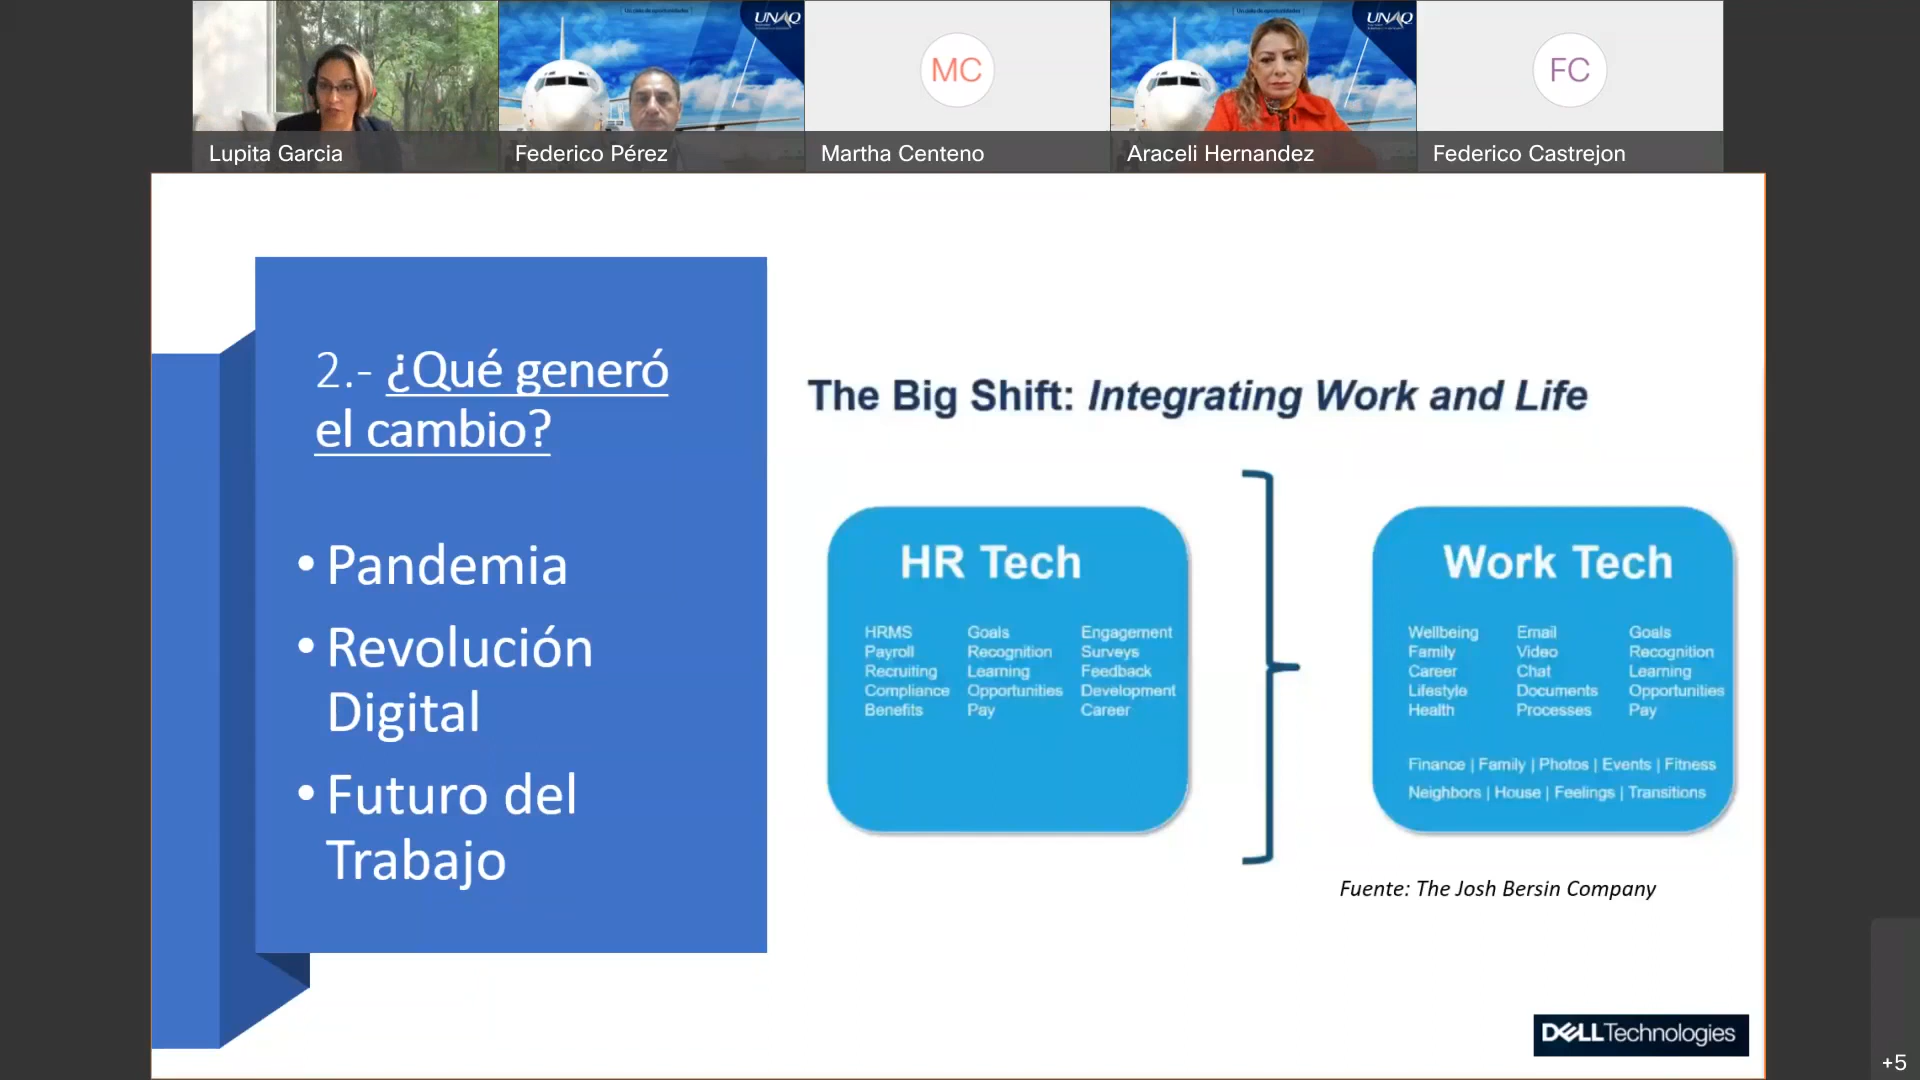 UNAQ
UNAQ
MC
FC
Lupita Garcia
Federico Pérez
Martha Centeno
Araceli Hernandez
Federico Castrejon
2.- ¿Qué generó
el cambio?
• Pandemia
• Revolución
Digital
• Futuro del
Trabajo
The Big Shift: Integrating Work and Life
HR Tech
HRMS Goals Engagement
Payroll Recognition Surveys
Recruiting Learning Feedback
Compliance Opportunities Development
Benefits Pay Career
Work Tech
Wellbeing Email Goals
Family Video Recognition
Career Chat Learning
Lifestyle Documents Opportunities
Health Processes Pay
Finance | Family | Photos | Events | Fitness
Neighbors | House | Feelings | Transitions
Fuente: The Josh Bersin Company
DELL Technologies
+5